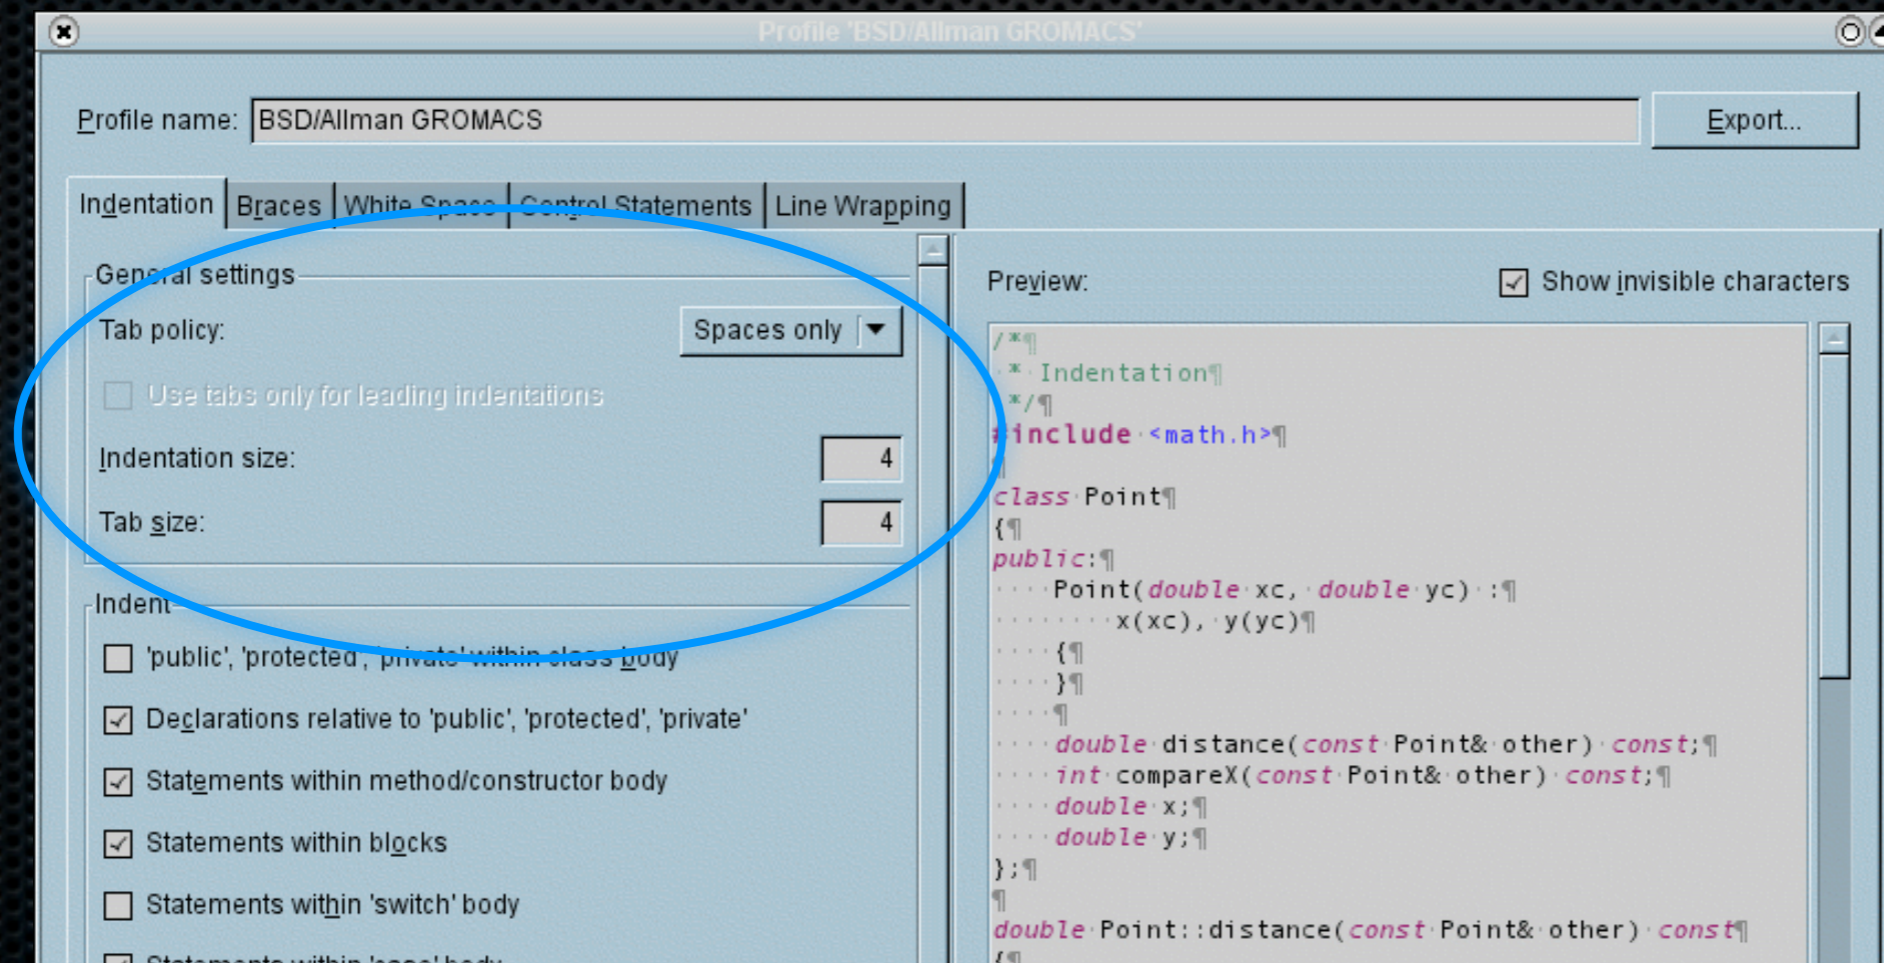 Profile 'BSD/Allman GROMACS'
Profile name: BSD/Allman GROMACS Export...
Indentation Braces White Space Control Statements Line Wrapping
General settings
Tab policy: Spaces only
Use tabs only for leading indentations
Indentation size: 4
Tab size: 4
Indent
'public', 'protected', 'private' within class body
Declarations relative to 'public', 'protected', 'private'
Statements within method/constructor body
Statements within blocks
Statements within 'switch' body
Statements within 'case' body
Preview: Show invisible characters
/*¶
·*·Indentation¶
·*/¶
#include·<math.h>¶
¶
class·Point¶
{¶
public:¶
····Point(double·xc,·double·yc)·:¶
········x(xc),·y(yc)¶
····{¶
····}¶
····¶
····double·distance(const·Point&·other)·const;¶
····int·compareX(const·Point&·other)·const;¶
····double·x;¶
····double·y;¶
};¶
¶
double·Point::distance(const·Point&·other)·const¶
{¶